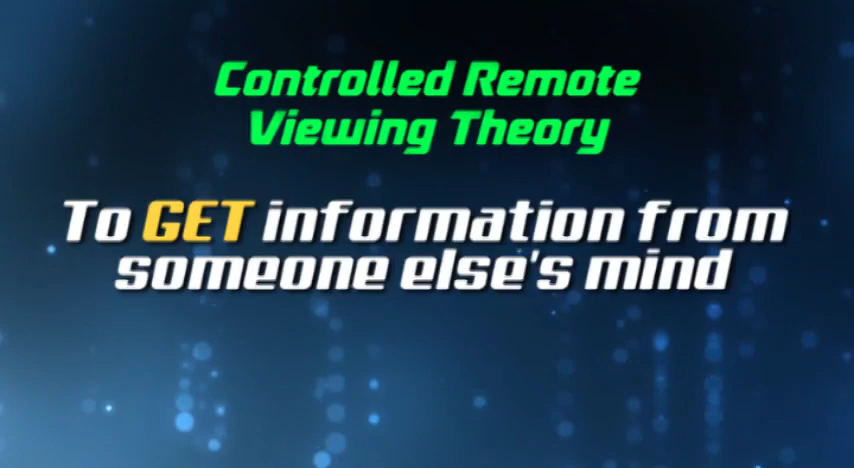 Controlled Remote
Viewing Theory
To GET information from
someone else's mind